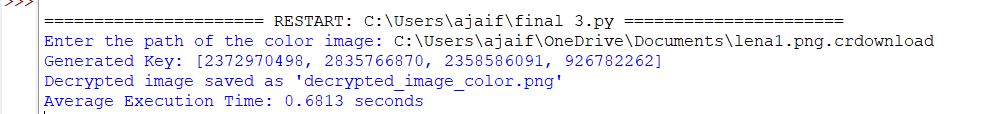 >>>
====================== RESTART: C:\Users\ajaif\final 3.py ======================
Enter the path of the color image: C:\Users\ajaif\OneDrive\Documents\lena1.png.crdownload
Generated Key: [2372970498, 2835766870, 2358586091, 926782262]
Decrypted image saved as 'decrypted_image_color.png'
Average Execution Time: 0.6813 seconds